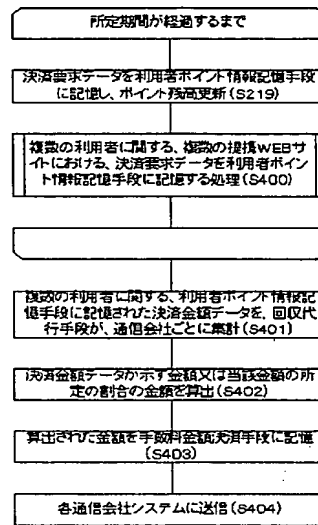 所定期間が経過するまで
決済要求データを利用者ポイント情報記憶手段
に記憶し、ポイント残高更新(S219)
複数の利用者に関する、複数の提携WEBサ
イトにおける、決済要求データを利用者ポイン
ト情報記憶手段に記憶する処理(S400)
複数の利用者に関する、利用者ポイント情報記
憶手段に記憶された決済金額データを、回収代
行手段が、通信会社ごとに集計(S401)
決済金額データが示す金額又は当該金額の所
定の割合の金額を算出(S402)
算出された金額を手数料金額決済手段に記憶
(S403)
各通信会社システムに送信(S404)